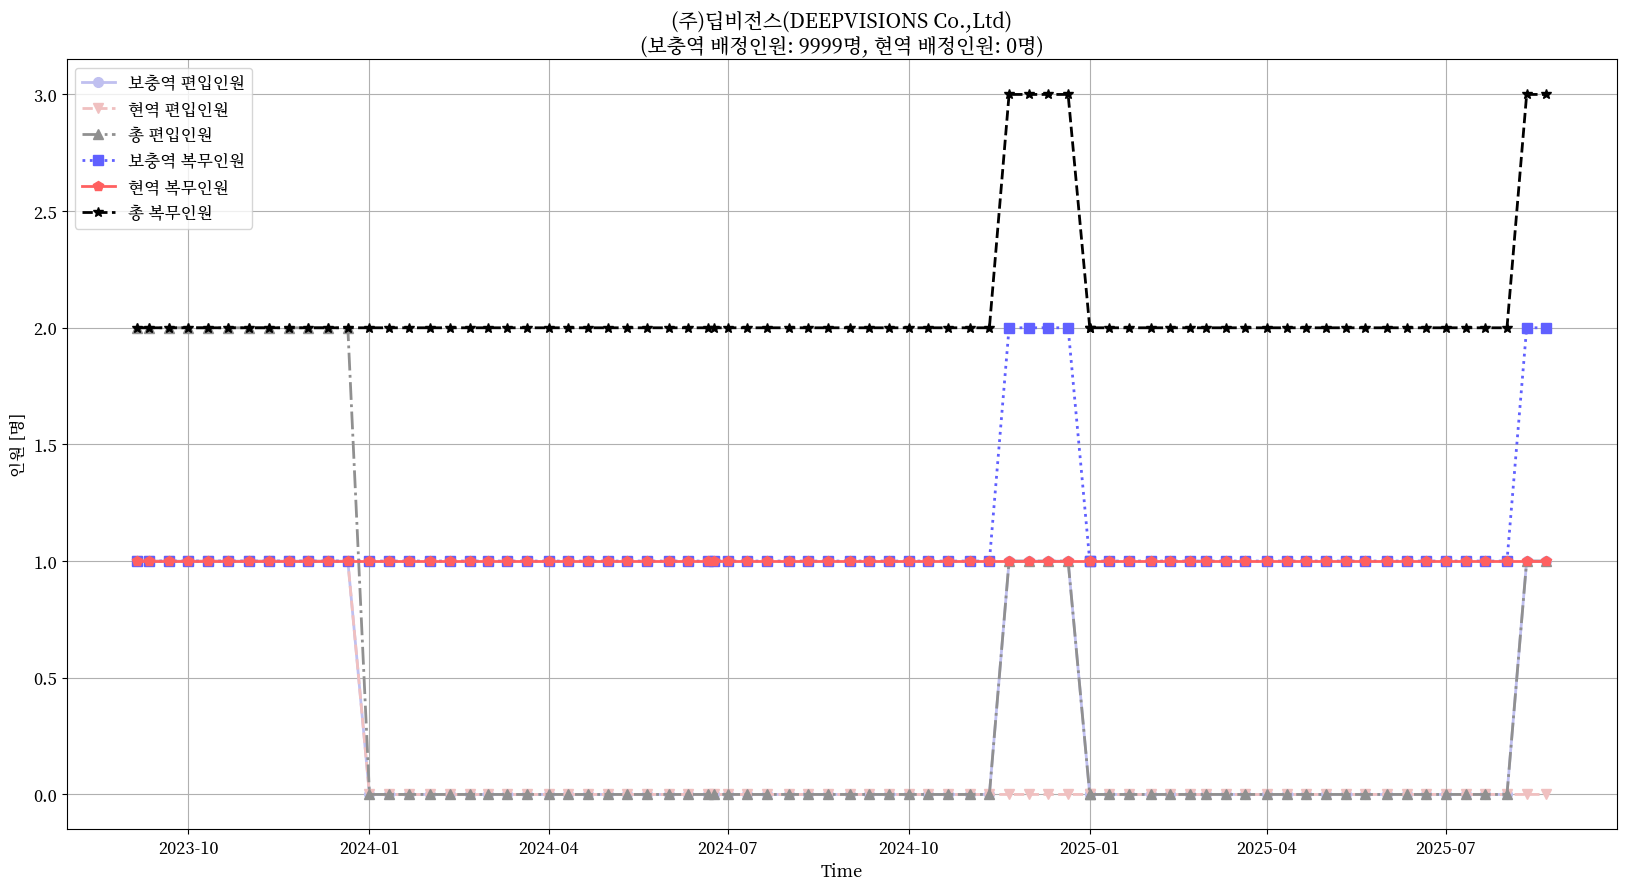 (주)딥비전스(DEEPVISIONS Co.,Ltd)
(보충역 배정인원: 9999명, 현역 배정인원: 0명)
보충역 편입인원
현역 편입인원
총 편입인원
보충역 복무인원
현역 복무인원
총 복무인원
3.0
2.5
2.0
1.5
1.0
0.5
0.0
인원 [명]
2023-10
2024-01
2024-04
2024-07
2024-10
2025-01
2025-04
2025-07
Time